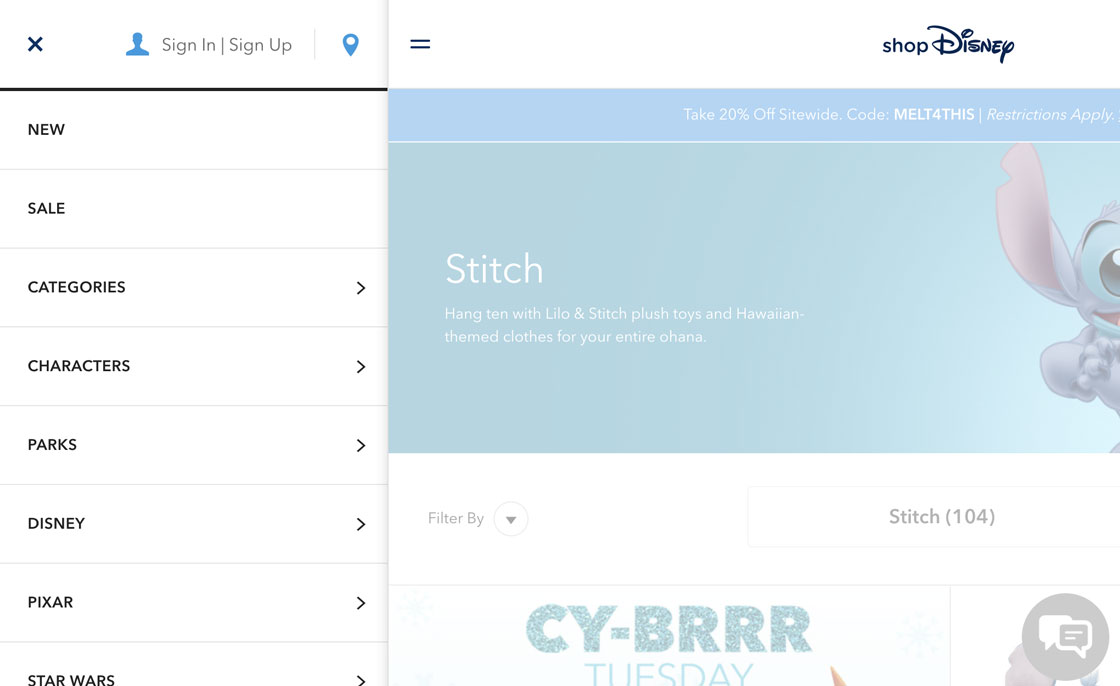 Sign In | Sign Up
shop Disney
NEW
SALE
CATEGORIES
CHARACTERS
PARKS
DISNEY
PIXAR
STAR WARS
Take 20% Off Sitewide. Code: MELT4THIS | Restrictions Apply.
Stitch
Hang ten with Lilo & Stitch plush toys and Hawaiian-
themed clothes for your entire ohana.
Filter By
Stitch (104)
CY-BRRR
TUESDAY